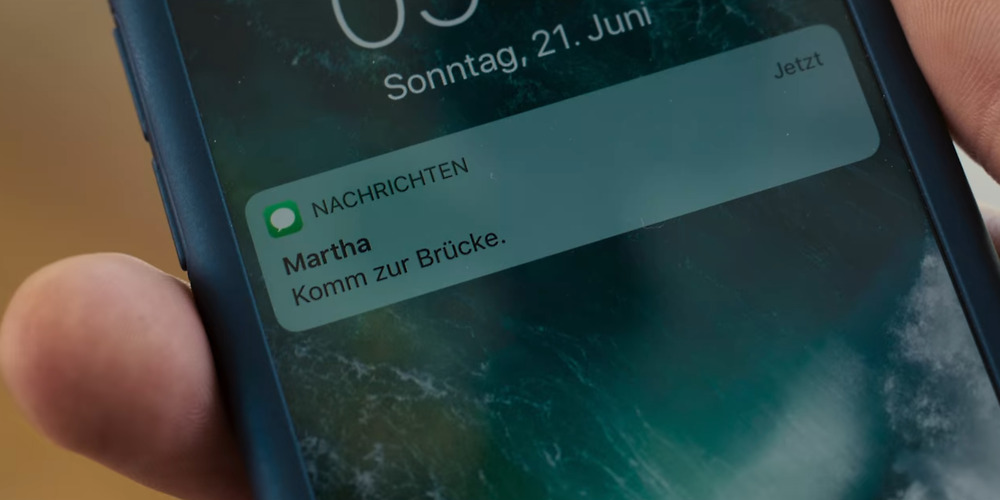 Sonntag, 21. Juni
Jetzt
NACHRICHTEN
Martha
Komm zur Brücke.